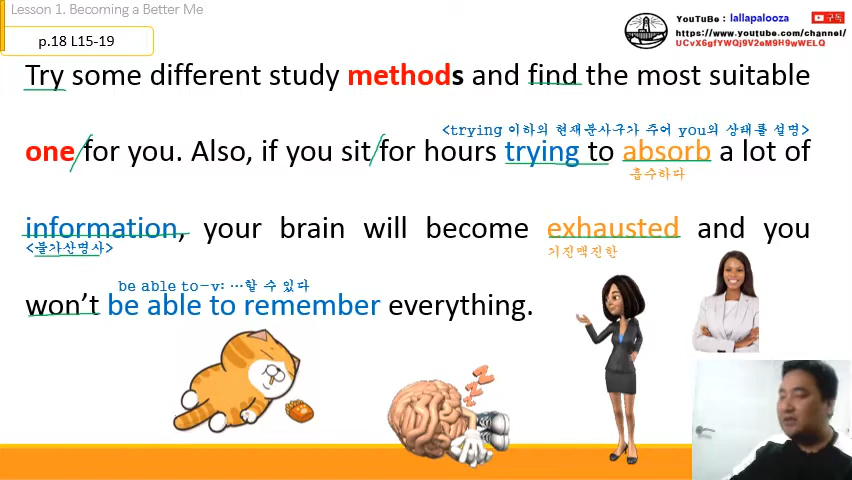 Lesson 1. Becoming a Better Me
p.18 L15-19
YouTuBe : lallapalooza
구독
https://www.youtube.com/channel/
UCvX6gfYWQj9V2eM9H9wWELQ
Try some different study methods and find the most suitable
<trying 이하의 현재분사구가 주어 you의 상태를 설명>
one for you. Also, if you sit for hours trying to absorb a lot of
흡수하다
information, your brain will become exhausted and you
<불가산명사>
기진맥진한
be able to-v: …할 수 있다
won't be able to remember everything.
z z z